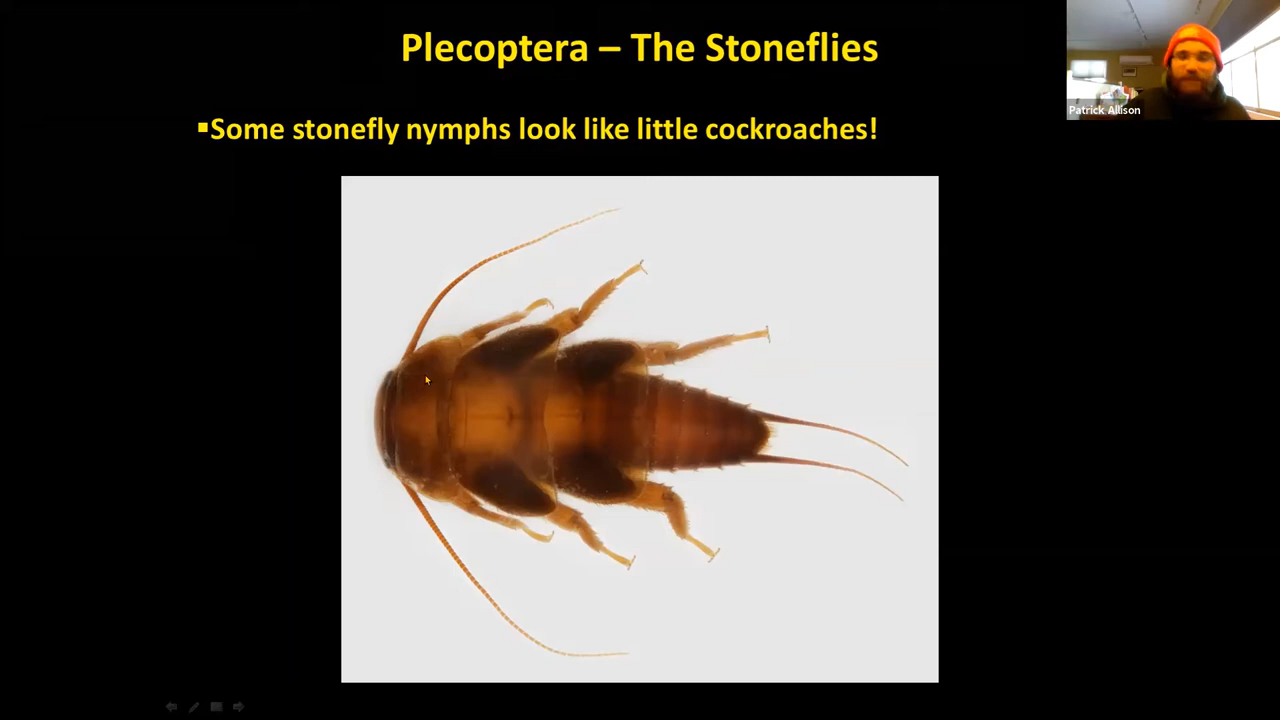 Plecoptera – The Stoneflies
Patrick Allison
▪Some stonefly nymphs look like little cockroaches!